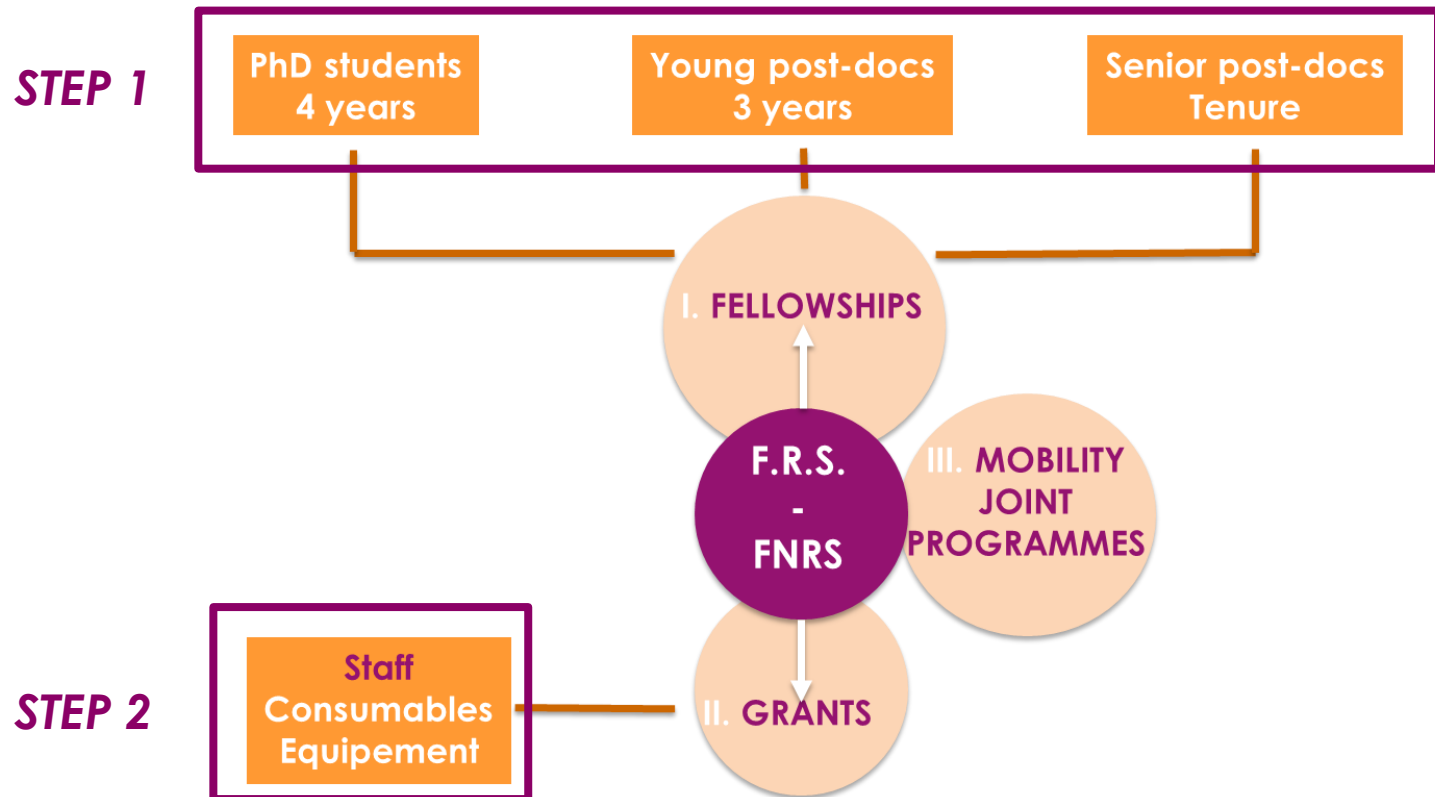 STEP 1
PhD students
4 years
Young post-docs
3 years
Senior post-docs
Tenure
I. FELLOWSHIPS
F.R.S.
-
FNRS
III. MOBILITY
JOINT
PROGRAMMES
STEP 2
Staff
Consumables
Equipement
II. GRANTS